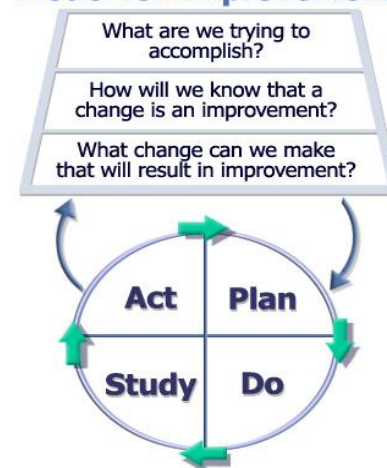 What are we trying to
accomplish?
How will we know that a
change is an improvement?
What change can we make
that will result in improvement?
Act Plan
Study Do